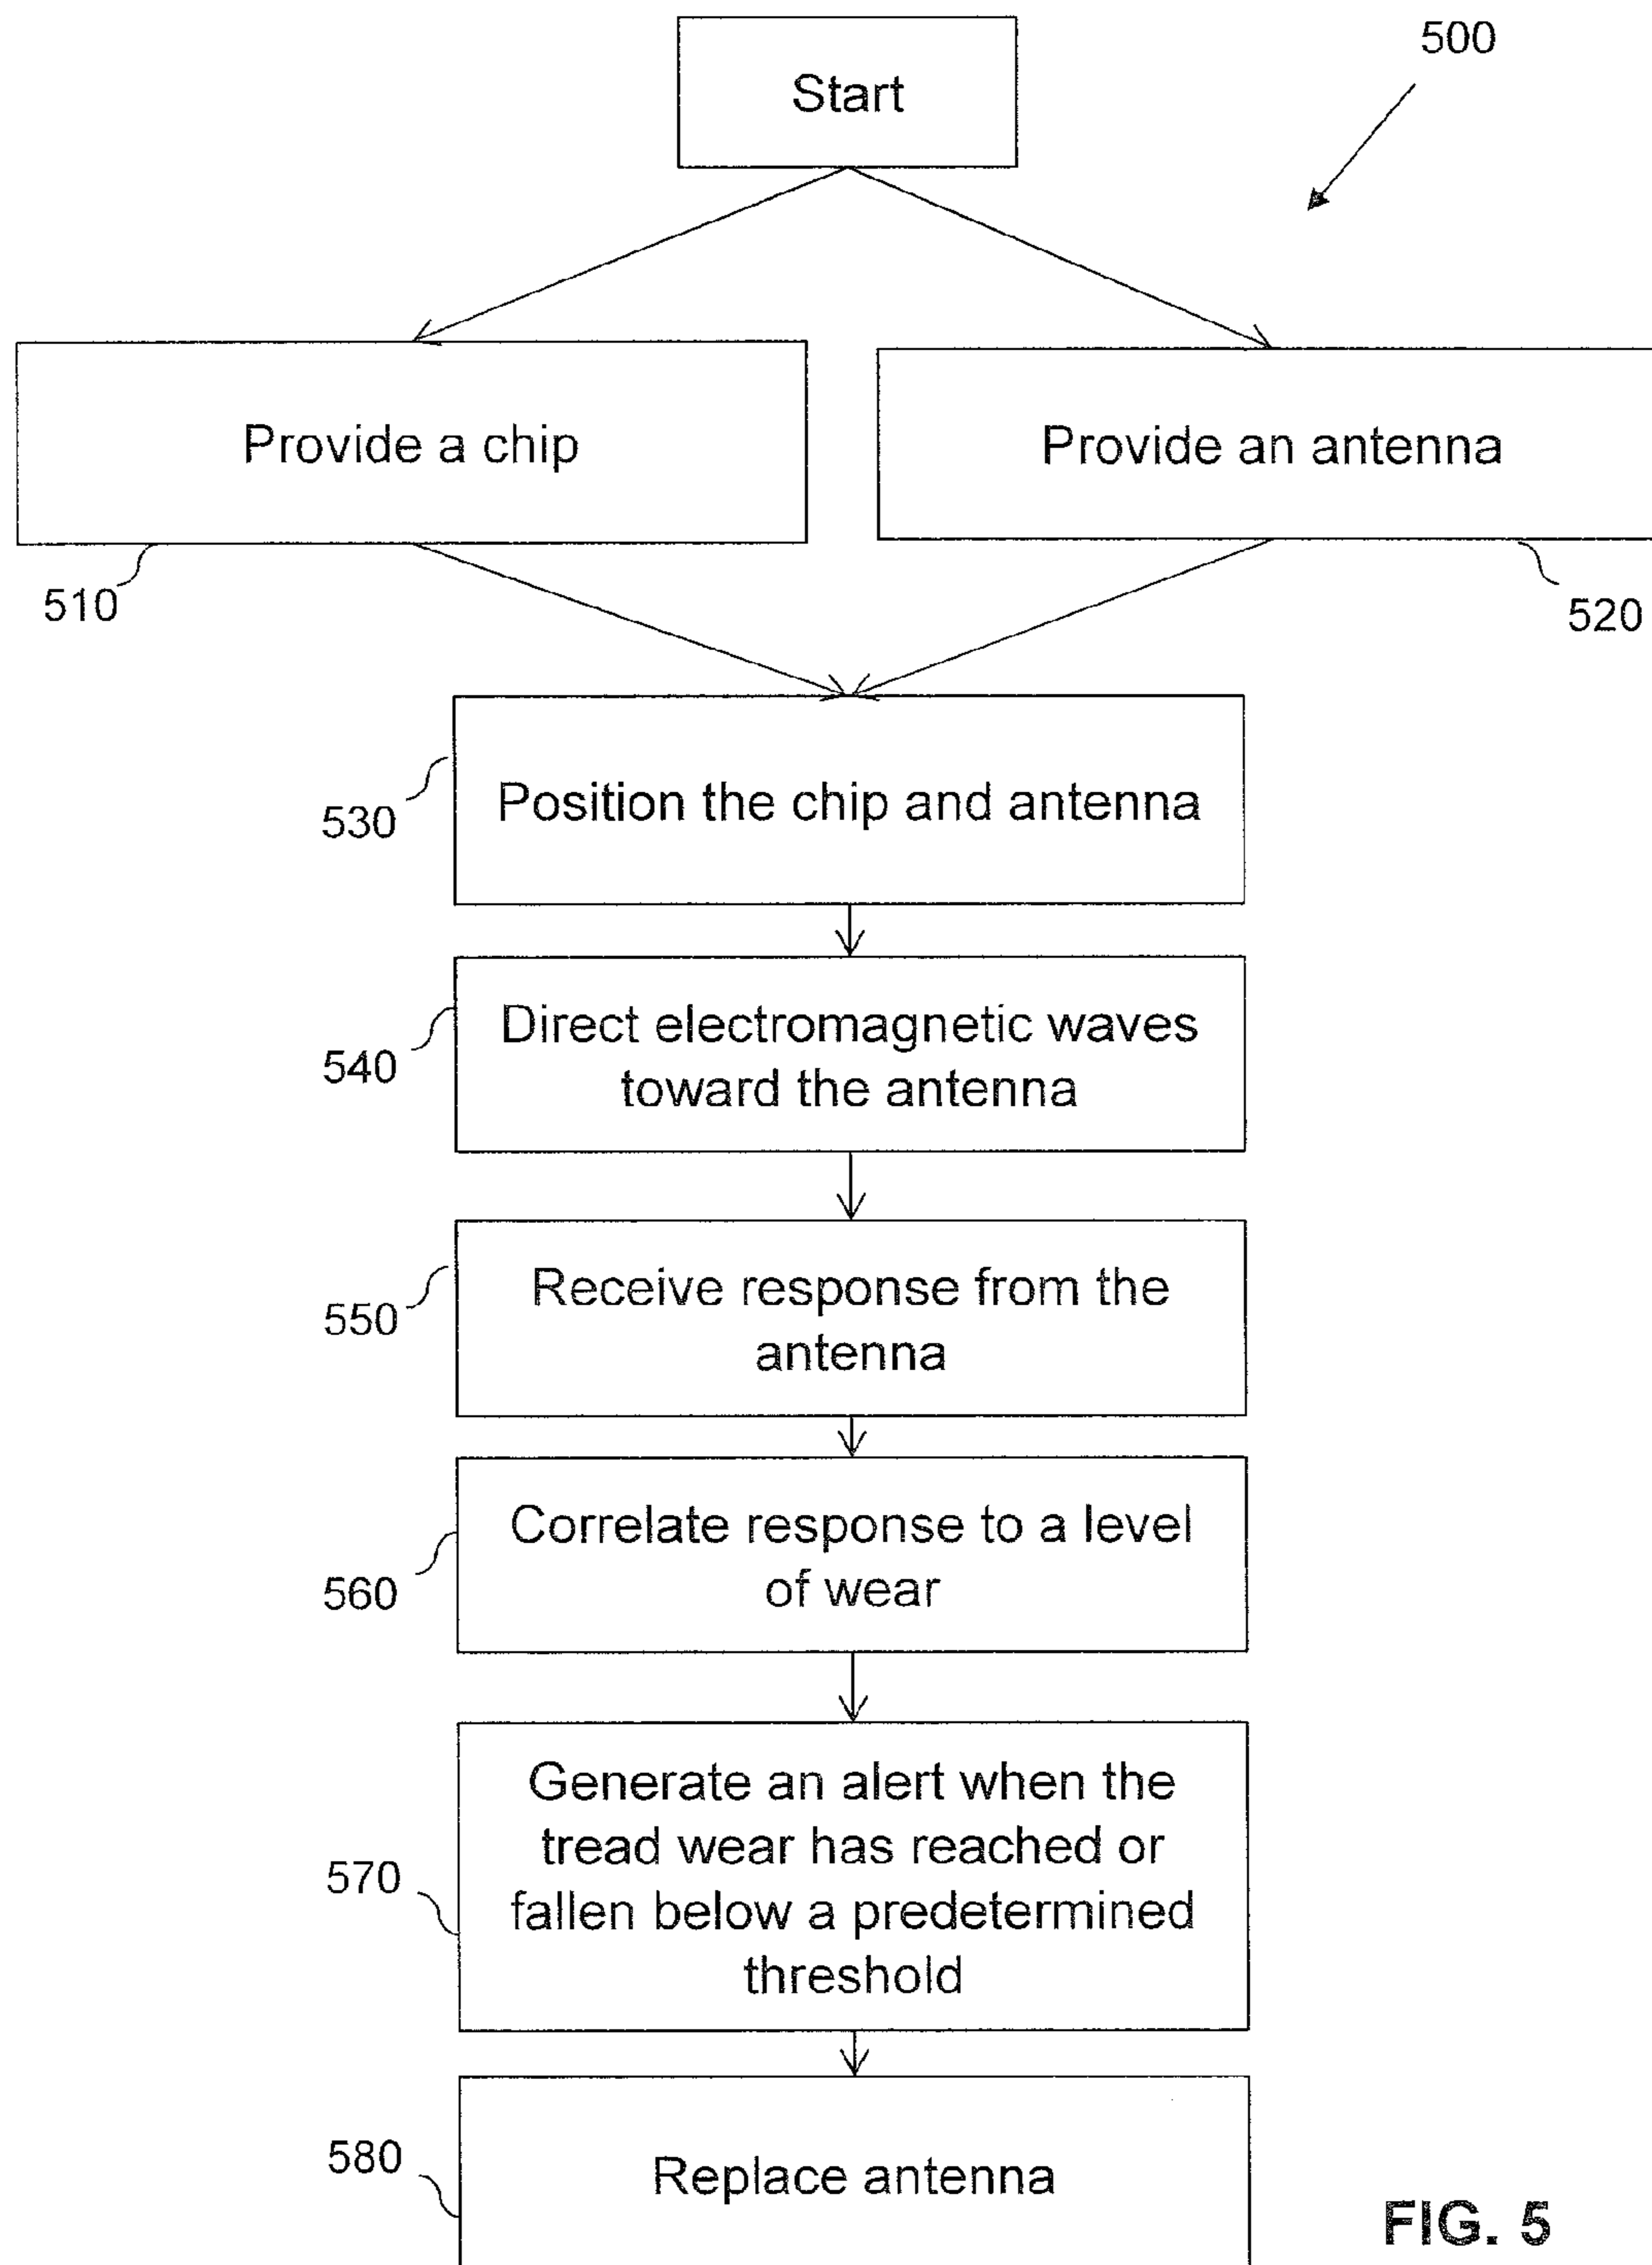 500
Start
Provide a chip
Provide an antenna
510
520
Position the chip and antenna
530
Direct electromagnetic waves
toward the antenna
540
Receive response from the
antenna
550
Correlate response to a level
of wear
560
Generate an alert when the
tread wear has reached or
fallen below a predetermined
threshold
570
Replace antenna
580
FIG. 5